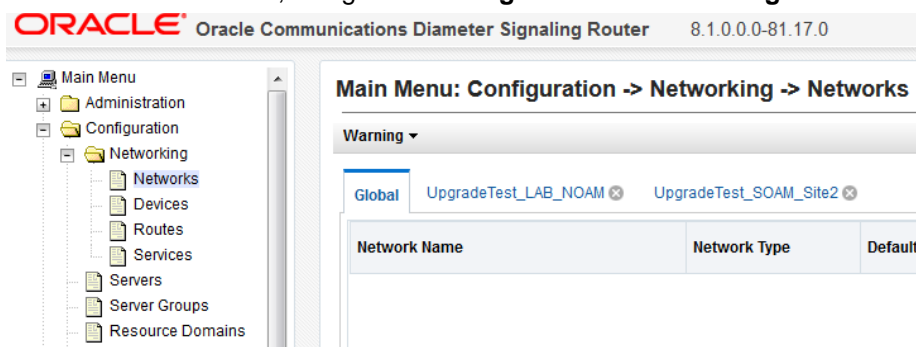 ORACLE® Oracle Communications Diameter Signaling Router 8.1.0.0.0-81.17.0
Main Menu
Administration
Configuration
Networking
Networks
Devices
Routes
Services
Servers
Server Groups
Resource Domains
Main Menu: Configuration -> Networking -> Networks
Warning
Global UpgradeTest_LAB_NOAM UpgradeTest_SOAM_Site2
Network Name Network Type Default